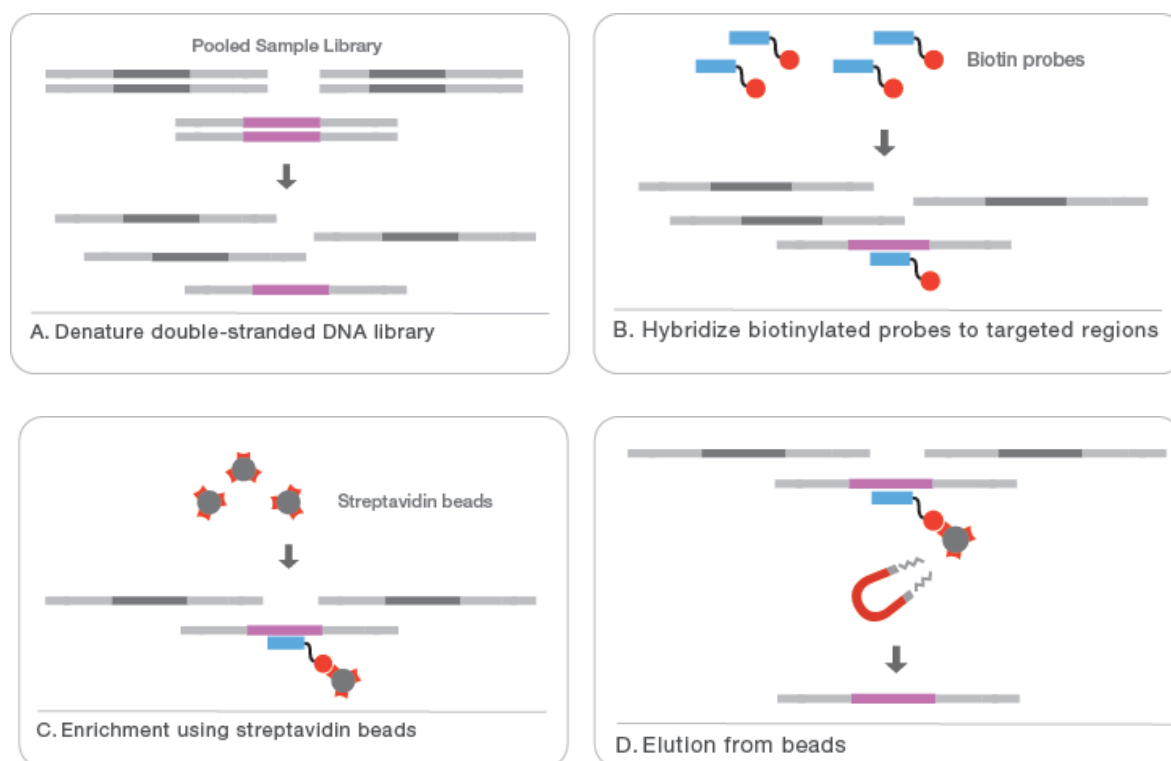 Pooled Sample Library
A. Denature double-stranded DNA library
Biotin probes
B. Hybridize biotinylated probes to targeted regions
Streptavidin beads
C. Enrichment using streptavidin beads
D. Elution from beads